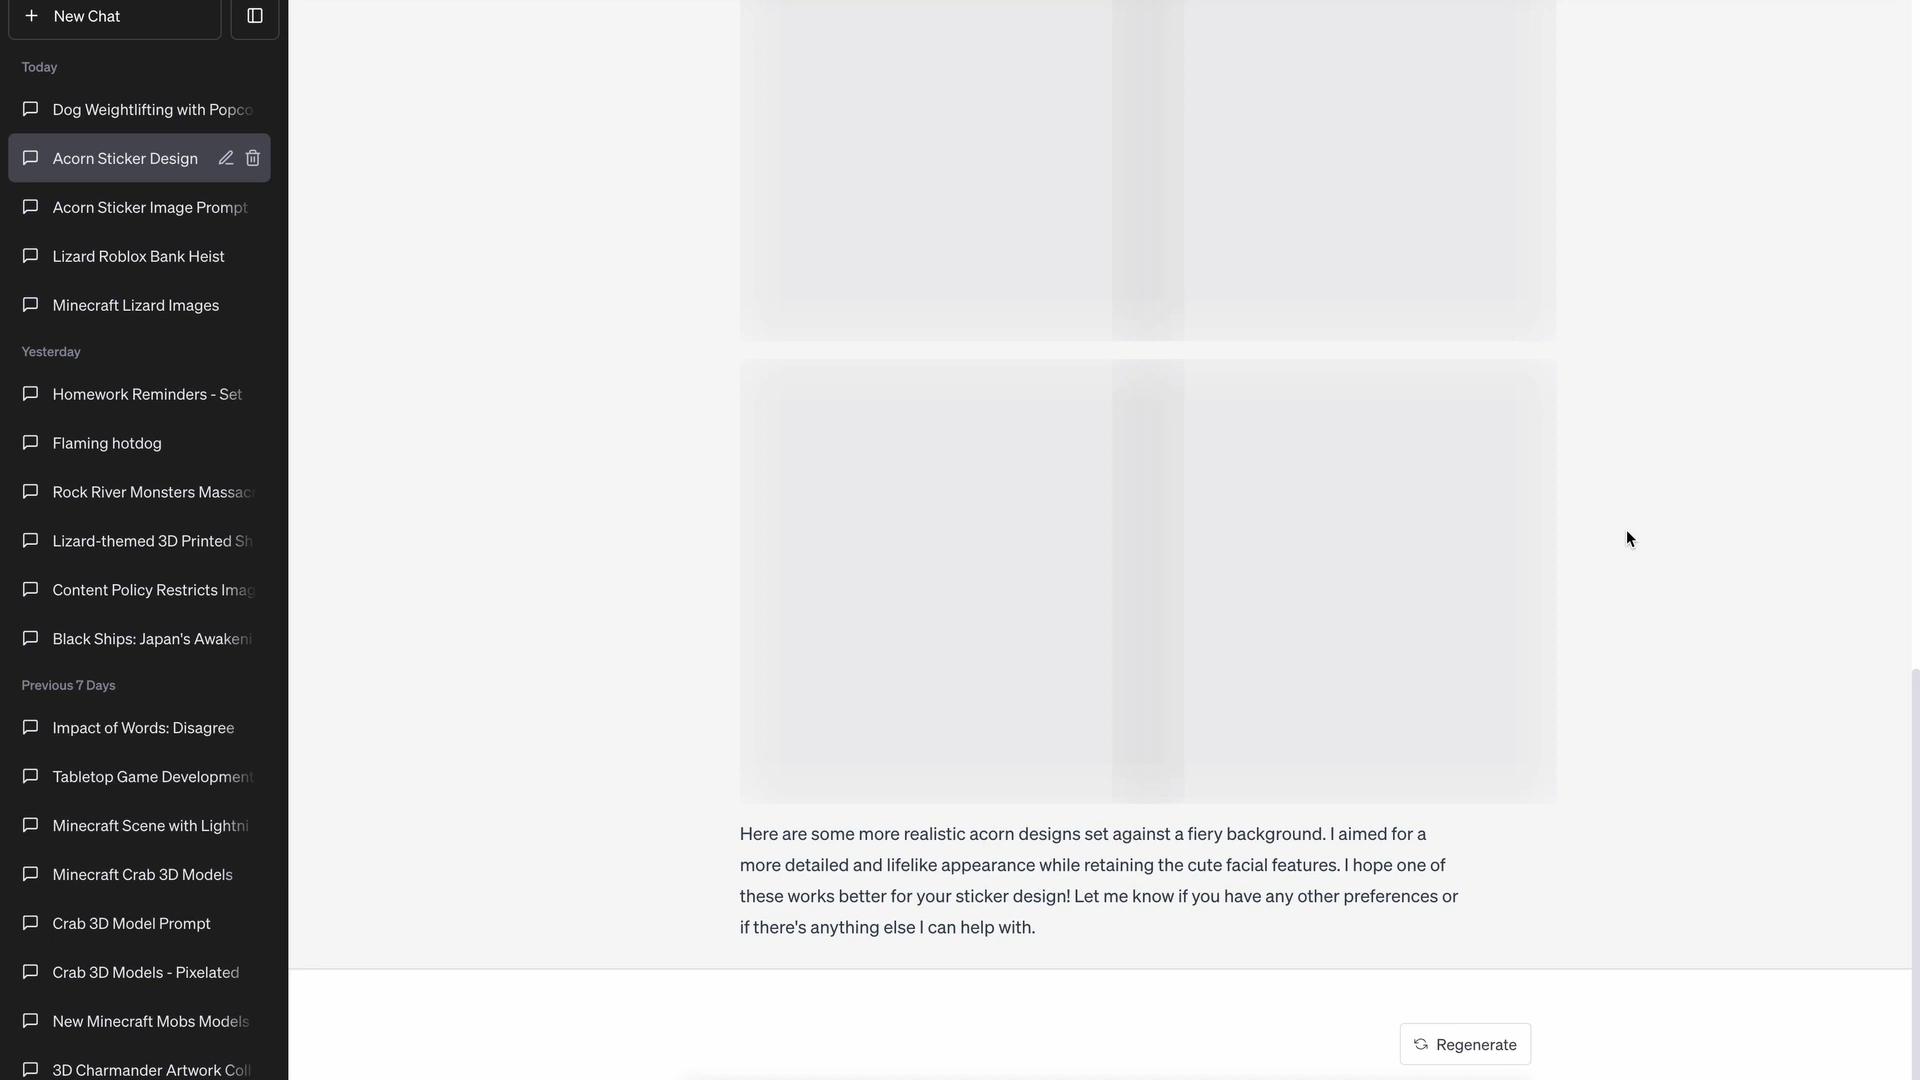 New Chat
Today
Dog Weightlifting with Popco
Acorn Sticker Design
Acorn Sticker Image Prompt
Lizard Roblox Bank Heist
Minecraft Lizard Images
Yesterday
Homework Reminders - Set
Flaming hotdog
Rock River Monsters Massac
Lizard-themed 3D Printed Sh
Content Policy Restricts Imag
Black Ships: Japan's Awakeni
Previous 7 Days
Impact of Words: Disagree
Tabletop Game Development
Minecraft Scene with Lightni
Minecraft Crab 3D Models
Crab 3D Model Prompt
Crab 3D Models - Pixelated
New Minecraft Mobs Models
3D Charmander Artwork Coll
Here are some more realistic acorn designs set against a fiery background. I aimed for a
more detailed and lifelike appearance while retaining the cute facial features. I hope one of
these works better for your sticker design! Let me know if you have any other preferences or
if there's anything else I can help with.
Regenerate